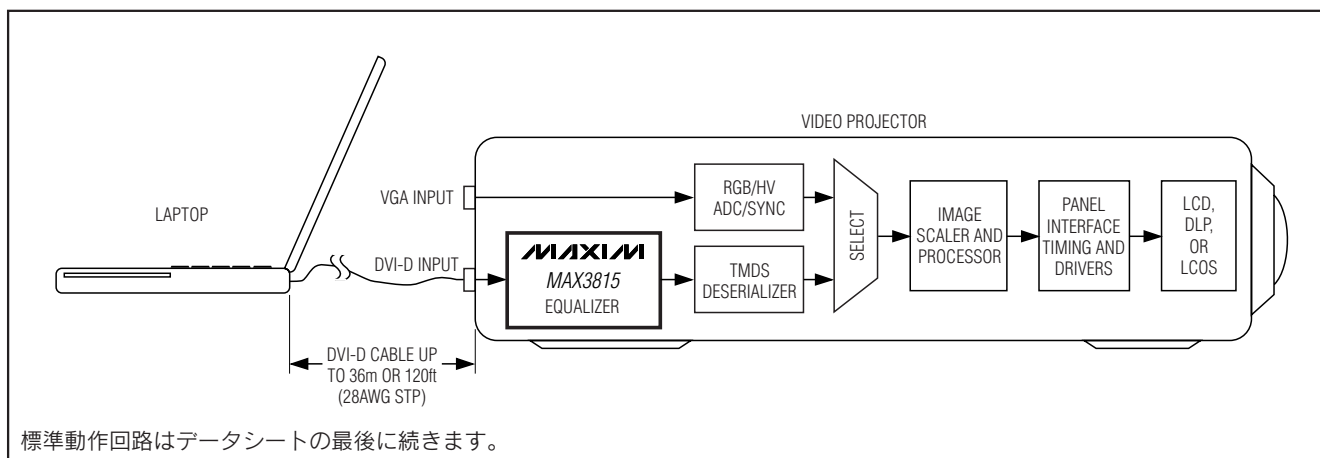 VIDEO PROJECTOR
LAPTOP
VGA INPUT
RGB/HV
ADC/SYNC
DVI-D INPUT
MAXIM
MAX3815
EQUALIZER
TMDS
DESERIALIZER
SELECT
IMAGE
SCALER AND
PROCESSOR
PANEL
INTERFACE
TIMING AND
DRIVERS
LCD,
DLP,
OR
LCOS
DVI-D CABLE UP
TO 36m OR 120ft
(28AWG STP)
標準動作回路はデータシートの最後に続きます。